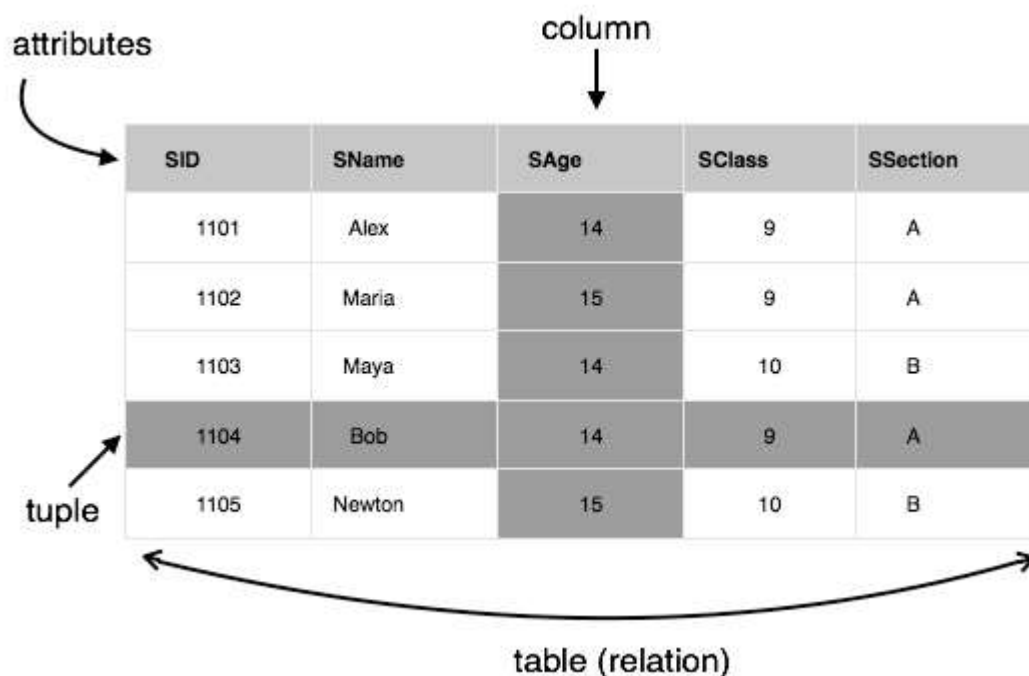 column
attributes
SID SName SAge SClass SSection
1101 Alex 14 9 A
1102 Maria 15 9 A
1103 Maya 14 10 B
1104 Bob 14 9 A
tuple
1105 Newton 15 10 B
table (relation)